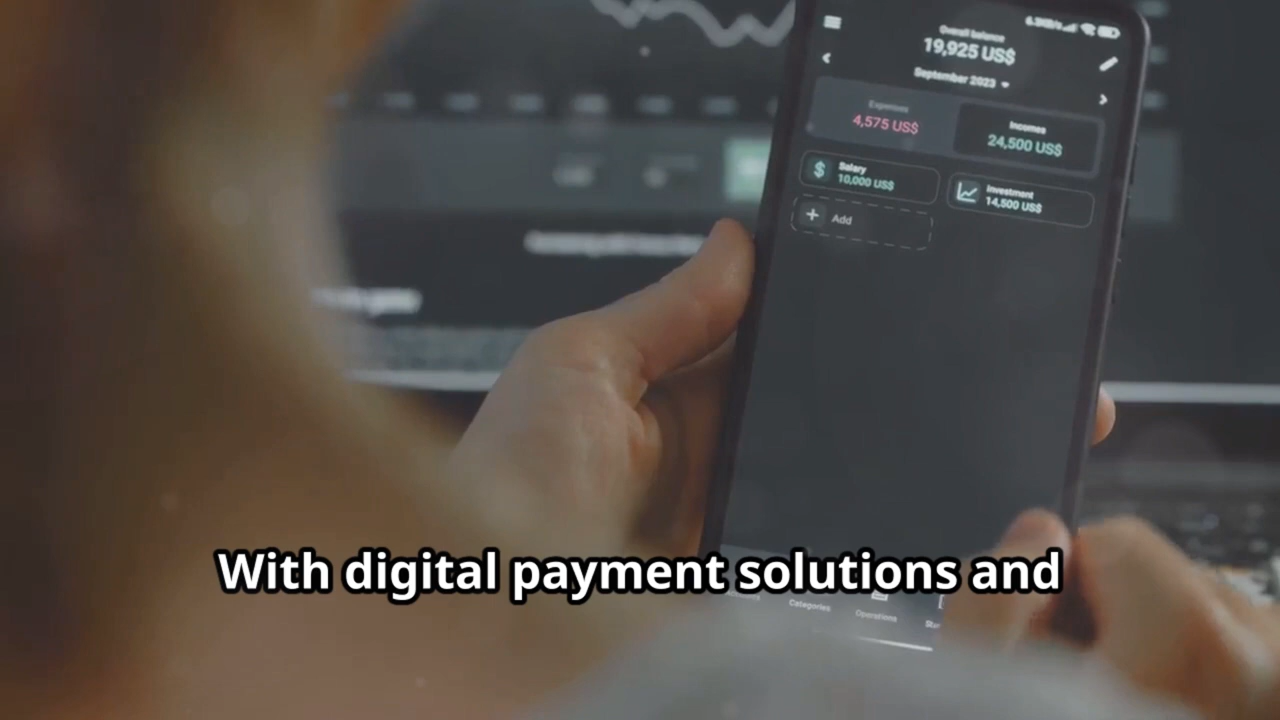 Overall balance
19,925 US$
September 2023
Expenses
4,575 US$
Incomes
24,500 US$
Salary
10,000 US$
Investment
14,500 US$
Add
With digital payment solutions and
Categories
Operations